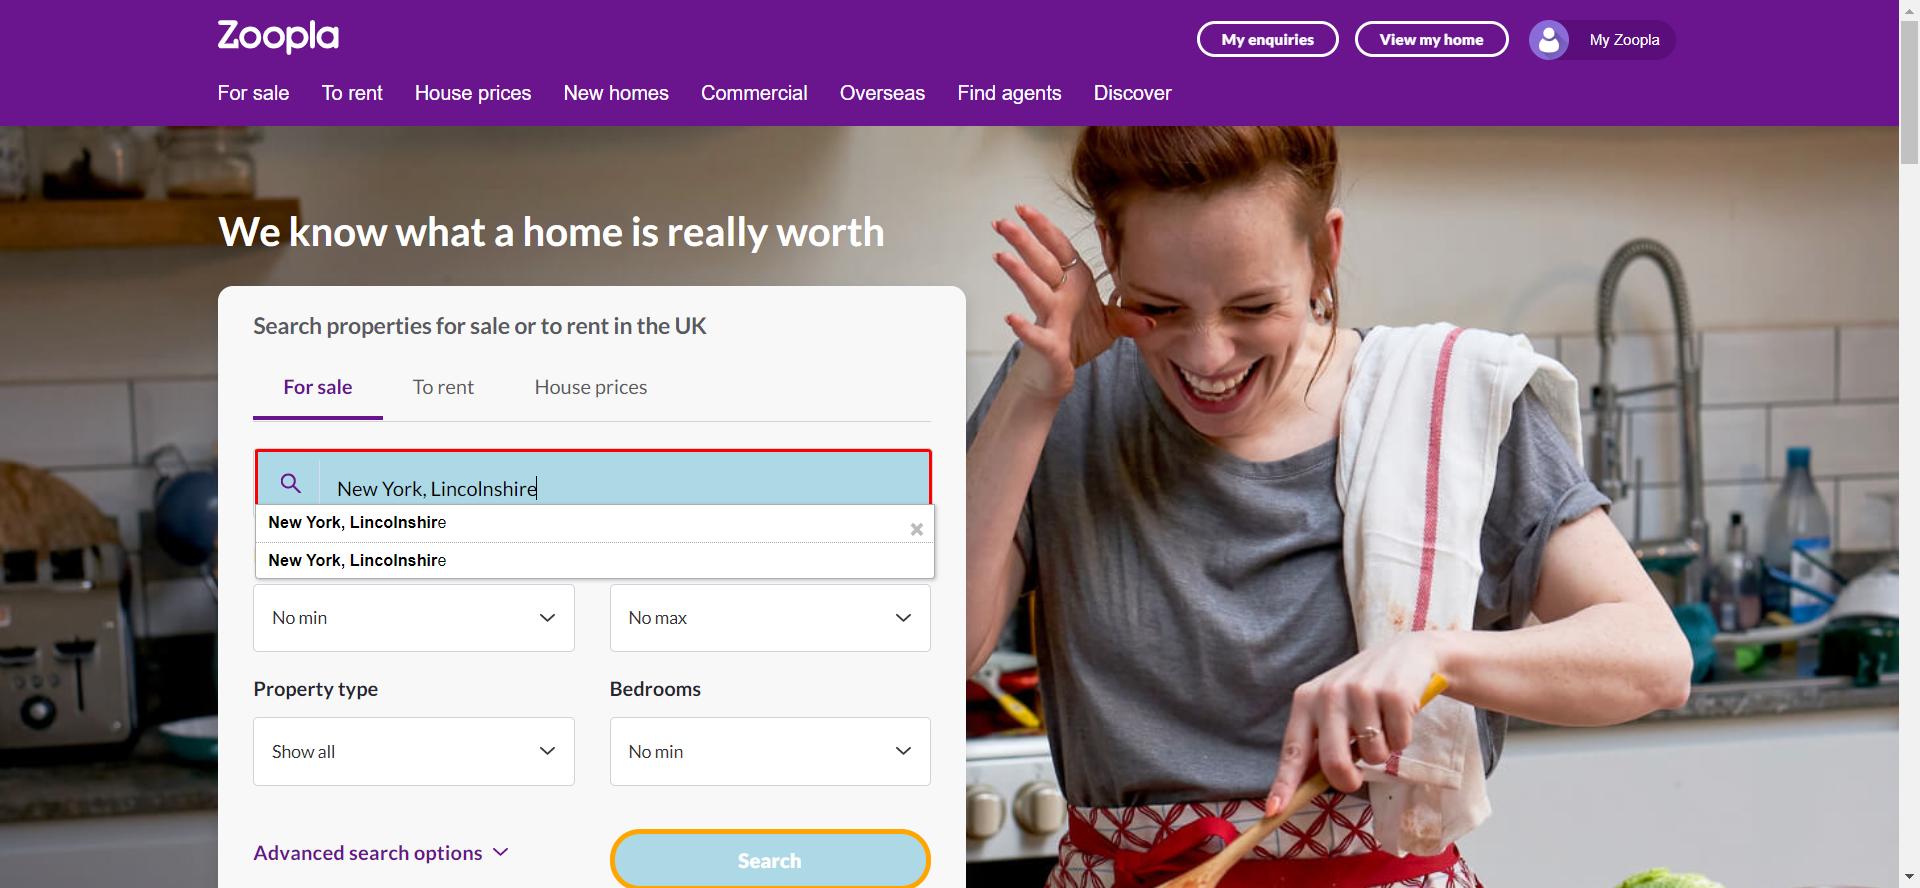 Zoopla
My enquiries
View my home
My Zoopla
For sale
To rent
House prices
New homes
Commercial
Overseas
Find agents
Discover
We know what a home is really worth
Search properties for sale or to rent in the UK
For sale
To rent
House prices
New York, Lincolnshire
New York, Lincolnshire
New York, Lincolnshire
No min
No max
Property type
Bedrooms
Show all
No min
Advanced search options
Search